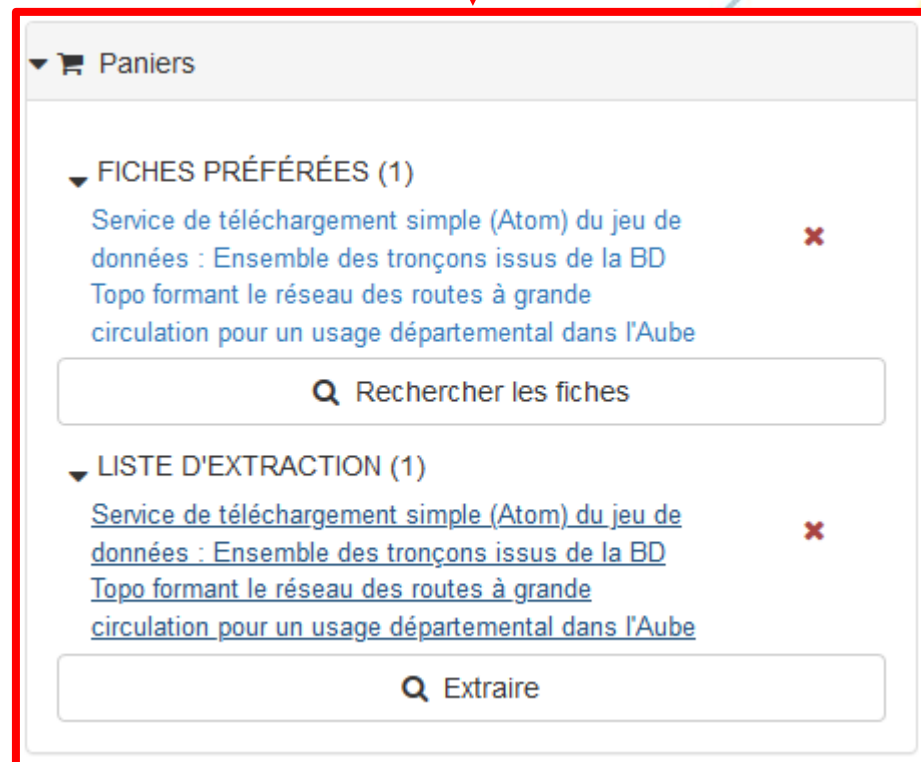 Paniers
FICHES PRÉFÉRÉES (1)
Service de téléchargement simple (Atom) du jeu de
données : Ensemble des tronçons issus de la BD
Topo formant le réseau des routes à grande
circulation pour un usage départemental dans l'Aube
Rechercher les fiches
LISTE D'EXTRACTION (1)
Service de téléchargement simple (Atom) du jeu de
données : Ensemble des tronçons issus de la BD
Topo formant le réseau des routes à grande
circulation pour un usage départemental dans l'Aube
Extraire